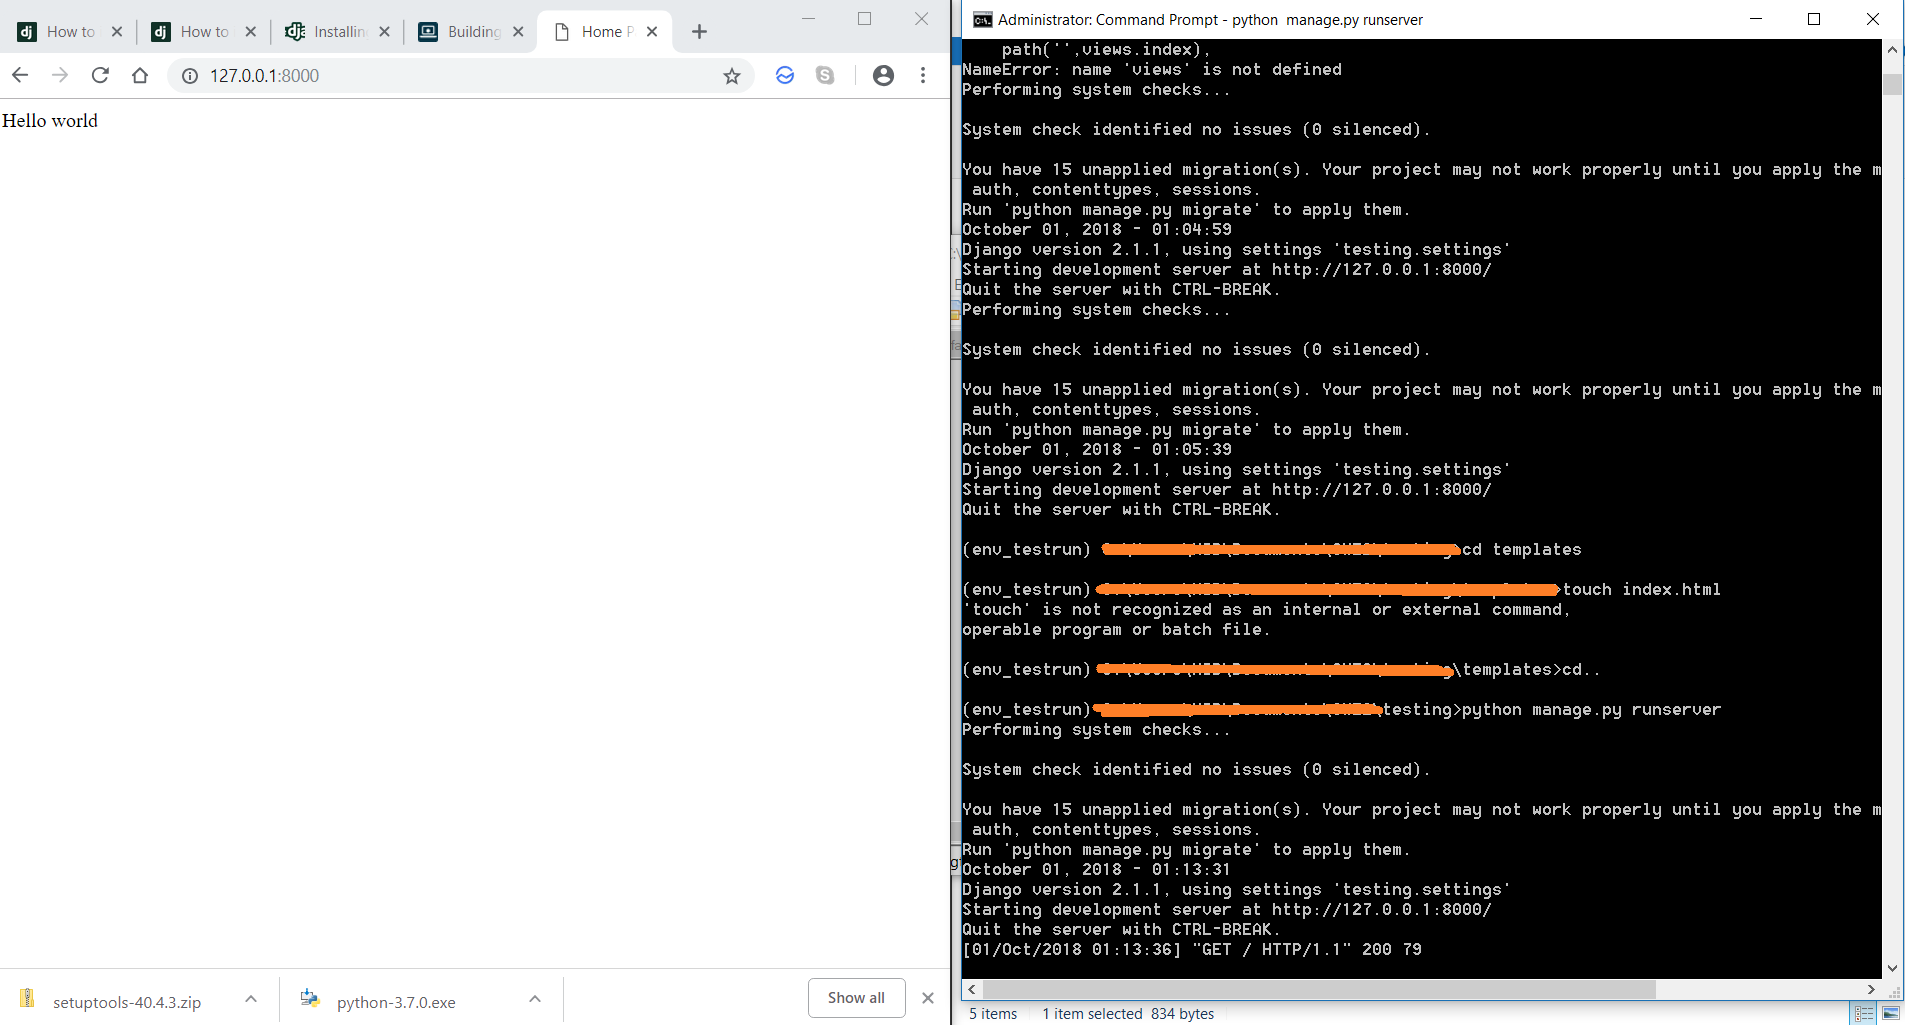 How to
How to
Installin
Building
Home P
127.0.0.1:8000
Hello world
setuptools-40.4.3.zip
python-3.7.0.exe
Show all
Administrator: Command Prompt - python  manage.py runserver
path('',views.index),
NameError: name 'views' is not defined
Performing system checks...
System check identified no issues (0 silenced).
You have 15 unapplied migration(s). Your project may not work properly until you apply the m
auth, contenttypes, sessions.
Run 'python manage.py migrate' to apply them.
October 01, 2018 - 01:04:59
Django version 2.1.1, using settings 'testing.settings'
Starting development server at http://127.0.0.1:8000/
Quit the server with CTRL-BREAK.
Performing system checks...
System check identified no issues (0 silenced).
You have 15 unapplied migration(s). Your project may not work properly until you apply the m
auth, contenttypes, sessions.
Run 'python manage.py migrate' to apply them.
October 01, 2018 - 01:05:39
Django version 2.1.1, using settings 'testing.settings'
Starting development server at http://127.0.0.1:8000/
Quit the server with CTRL-BREAK.
(env_testrun) >cd templates
(env_testrun) >touch index.html
'touch' is not recognized as an internal or external command,
operable program or batch file.
(env_testrun) \templates>cd..
(env_testrun) \testing>python manage.py runserver
Performing system checks...
System check identified no issues (0 silenced).
You have 15 unapplied migration(s). Your project may not work properly until you apply the m
auth, contenttypes, sessions.
Run 'python manage.py migrate' to apply them.
October 01, 2018 - 01:13:31
Django version 2.1.1, using settings 'testing.settings'
Starting development server at http://127.0.0.1:8000/
Quit the server with CTRL-BREAK.
[01/Oct/2018 01:13:36] "GET / HTTP/1.1" 200 79
5 items 1 item selected 834 bytes